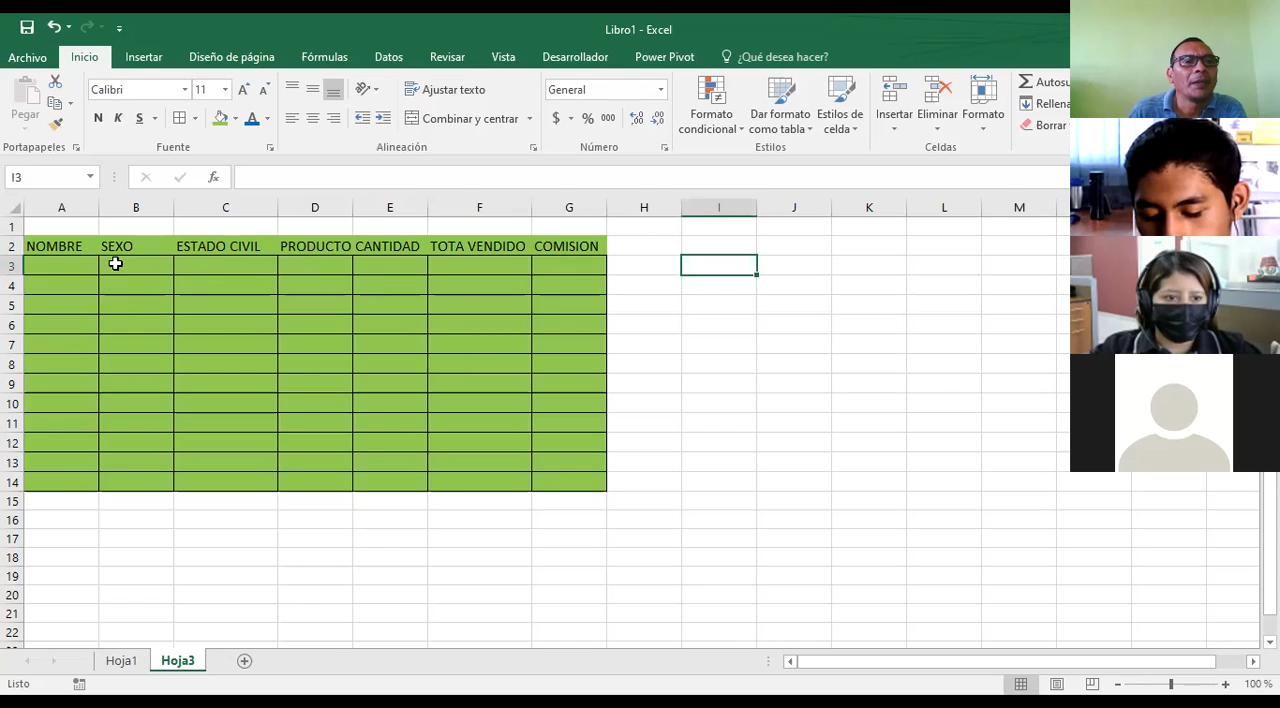 Libro1 - Excel
Archivo Inicio Insertar Diseño de página Fórmulas Datos Revisar Vista Desarrollador Power Pivot ¿Qué desea hacer?
Pegar
Calibri 11
N K S
Ajustar texto
Combinar y centrar
General
$ % 000
Formato condicional
Dar formato como tabla
Estilos de celda
Insertar Eliminar Formato
Autosu
Rellena
Borrar
Portapapeles Fuente Alineación Número Estilos Celdas
I3 fx
A B C D E F G H I J K L M
1
2 NOMBRE SEXO ESTADO CIVIL PRODUCTO CANTIDAD TOTA VENDIDO COMISION
3
4
5
6
7
8
9
10
11
12
13
14
15
16
17
18
19
20
21
22
Hoja1 Hoja3
Listo 100 %